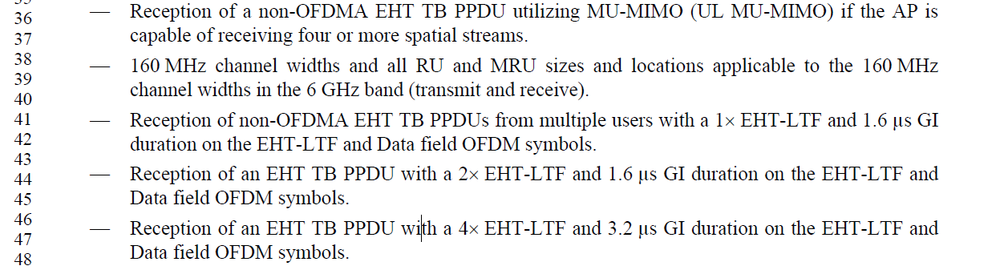 35
36 — Reception of a non-OFDMA EHT TB PPDU utilizing MU-MIMO (UL MU-MIMO) if the AP is
37 capable of receiving four or more spatial streams.
38 — 160 MHz channel widths and all RU and MRU sizes and locations applicable to the 160 MHz
39
40 channel widths in the 6 GHz band (transmit and receive).
41 — Reception of non-OFDMA EHT TB PPDUs from multiple users with a 1× EHT-LTF and 1.6 μs GI
42 duration on the EHT-LTF and Data field OFDM symbols.
43
44 — Reception of an EHT TB PPDU with a 2× EHT-LTF and 1.6 μs GI duration on the EHT-LTF and
45 Data field OFDM symbols.
46
47 — Reception of an EHT TB PPDU with a 4× EHT-LTF and 3.2 μs GI duration on the EHT-LTF and
48 Data field OFDM symbols.